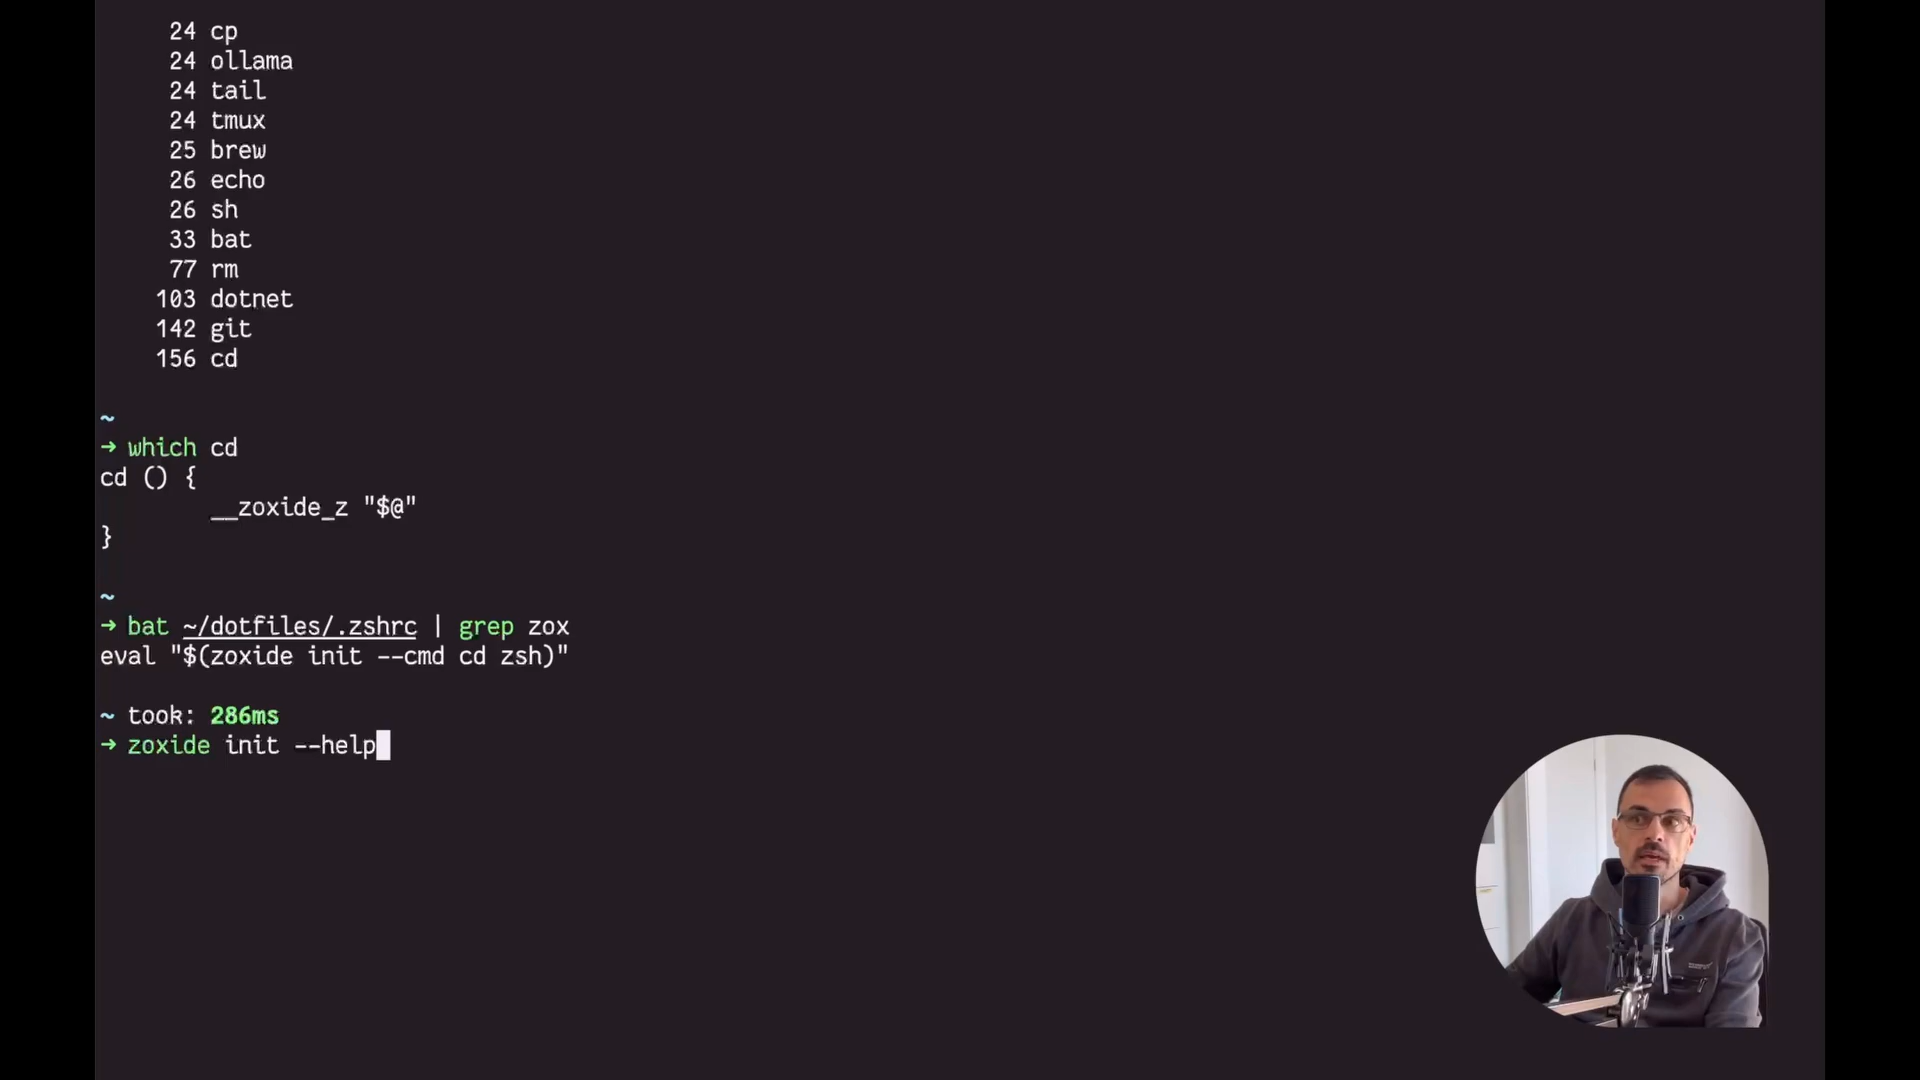 24 cp
24 ollama
24 tail
24 tmux
25 brew
26 echo
26 sh
33 bat
77 rm
103 dotnet
142 git
156 cd
~
→ which cd
cd () {
__zoxide_z "$@"
}
~
→ bat ~/dotfiles/.zshrc | grep zox
eval "$(zoxide init --cmd cd zsh)"
~ took: 286ms
→ zoxide init --help